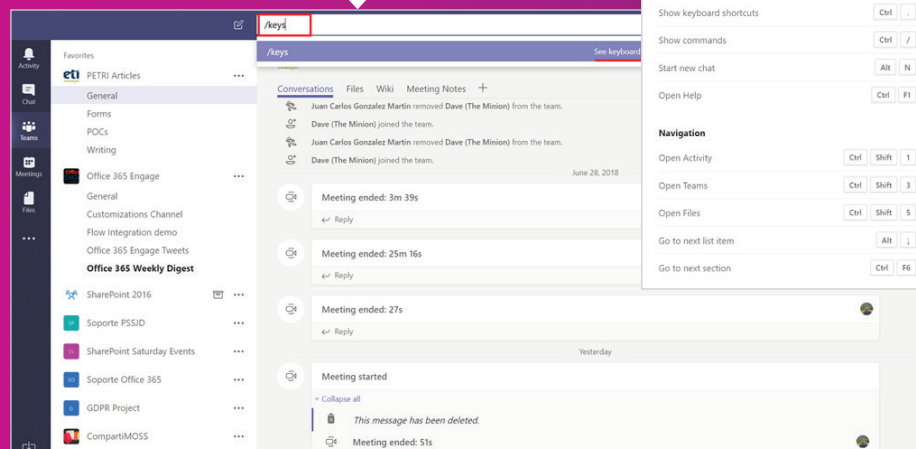 /keys
/keys
See keyboard
Activity
Chat
Teams
Meetings
Files
Favorites
eti PETRI Articles
General
Forms
POCs
Writing
Office 365 Engage
General
Customizations Channel
Flow Integration demo
Office 365 Engage Tweets
Office 365 Weekly Digest
SharePoint 2016
SP Soporte PSSJD
SS SharePoint Saturday Events
SO Soporte Office 365
G GDPR Project
CompartiMOSS
Conversations Files Wiki Meeting Notes
Juan Carlos Gonzalez Martin removed Dave (The Minion) from the team.
Dave (The Minion) joined the team.
Juan Carlos Gonzalez Martin removed Dave (The Minion) from the team.
Dave (The Minion) joined the team.
June 28, 2018
Meeting ended: 3m 39s
Reply
Meeting ended: 25m 16s
Reply
Meeting ended: 27s
Reply
Yesterday
Meeting started
Collapse all
This message has been deleted.
Meeting ended: 51s
Show keyboard shortcuts Ctrl .
Show commands Ctrl /
Start new chat Alt N
Open Help Ctrl F1
Navigation
Open Activity Ctrl Shift 1
Open Teams Ctrl Shift 3
Open Files Ctrl Shift 5
Go to next list item Alt ↓
Go to next section Ctrl F6